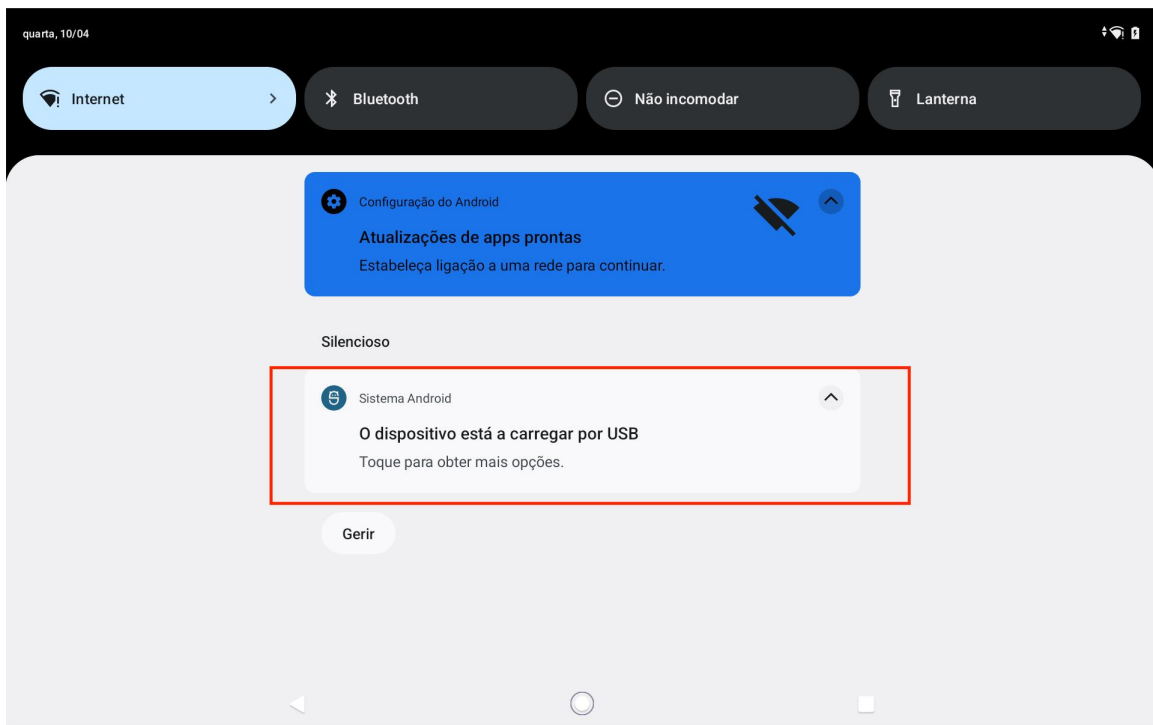 quarta, 10/04
Internet
Bluetooth
Não incomodar
Lanterna
Configuração do Android
Atualizações de apps prontas
Estabeleça ligação a uma rede para continuar.
Silencioso
Sistema Android
O dispositivo está a carregar por USB
Toque para obter mais opções.
Gerir